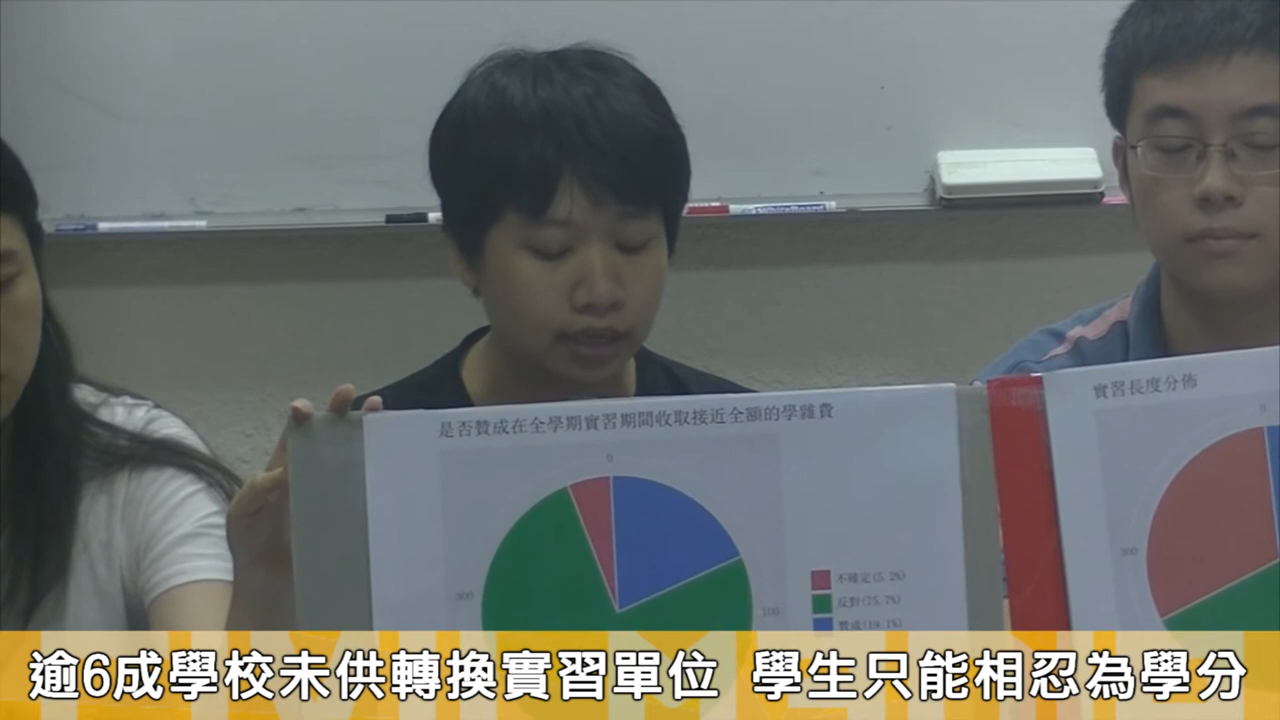 WhiteBoard
是否贊成在全學期實習期間收取接近全額的學雜費
實習長度分佈
0
0
300
300
100
不確定(5.2%)
反對(75.7%)
贊成(19.1%)
逾6成學校未供轉換實習單位 學生只能相忍為學分